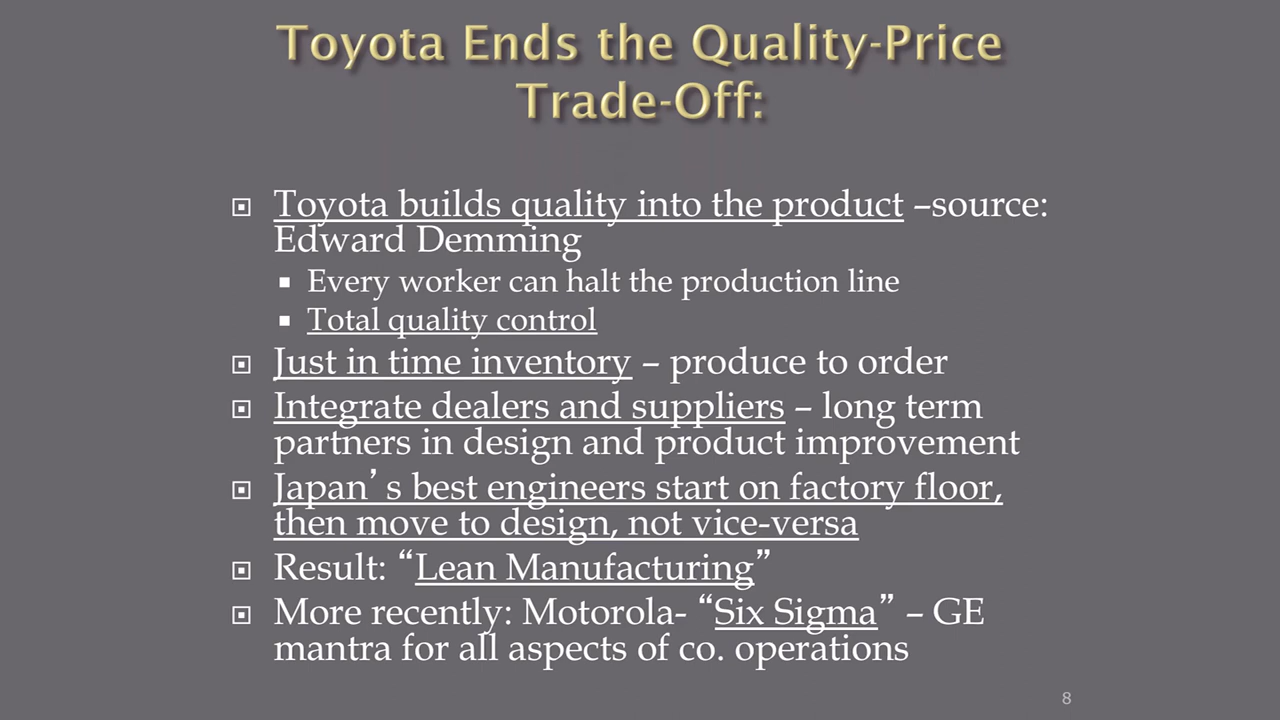 Toyota Ends the Quality-Price
Trade-Off:
Toyota builds quality into the product –source:
Edward Demming
Every worker can halt the production line
Total quality control
Just in time inventory – produce to order
Integrate dealers and suppliers – long term
partners in design and product improvement
Japan’s best engineers start on factory floor,
then move to design, not vice-versa
Result: “Lean Manufacturing”
More recently: Motorola- “Six Sigma” – GE
mantra for all aspects of co. operations
8